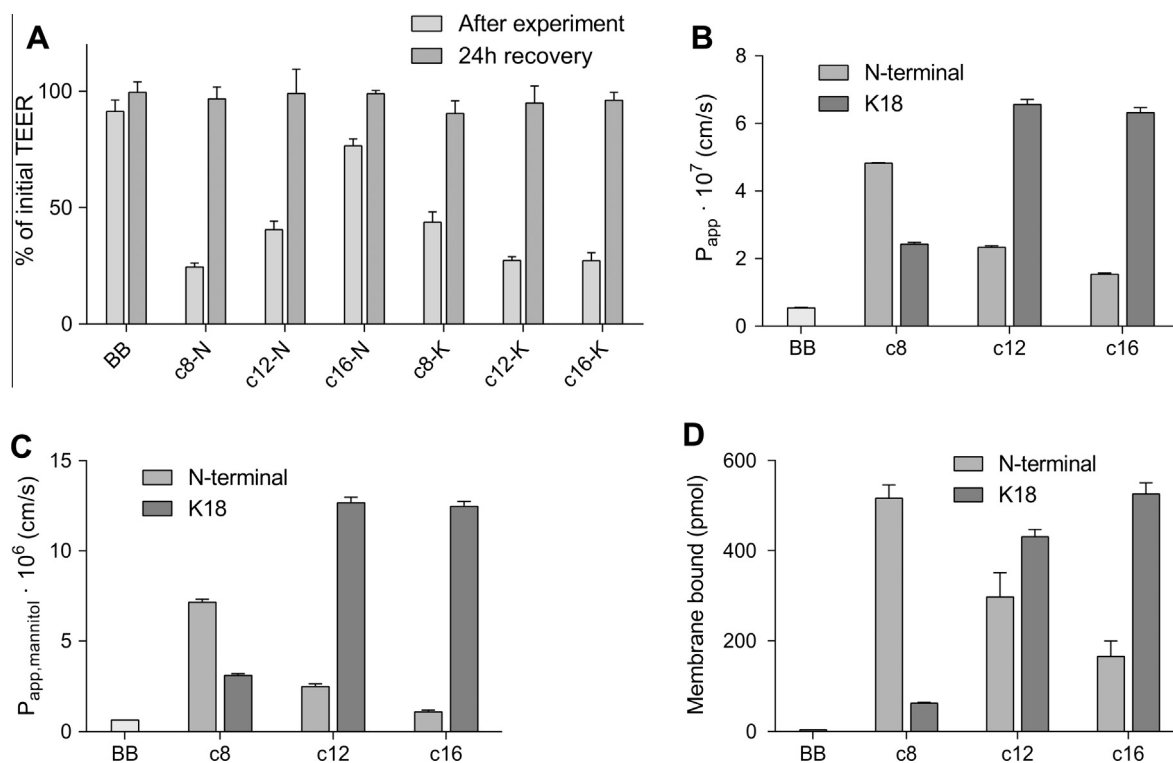 A
After experiment
24h recovery
% of initial TEER
100
50
0
BB
c8-N
c12-N
c16-N
c8-K
c12-K
c16-K
B
N-terminal
K18
Papp · 10⁷ (cm/s)
8
6
4
2
0
BB
c8
c12
c16
C
N-terminal
K18
Papp,mannitol · 10⁶ (cm/s)
15
10
5
0
BB
c8
c12
c16
D
N-terminal
K18
Membrane bound (pmol)
600
400
200
0
BB
c8
c12
c16